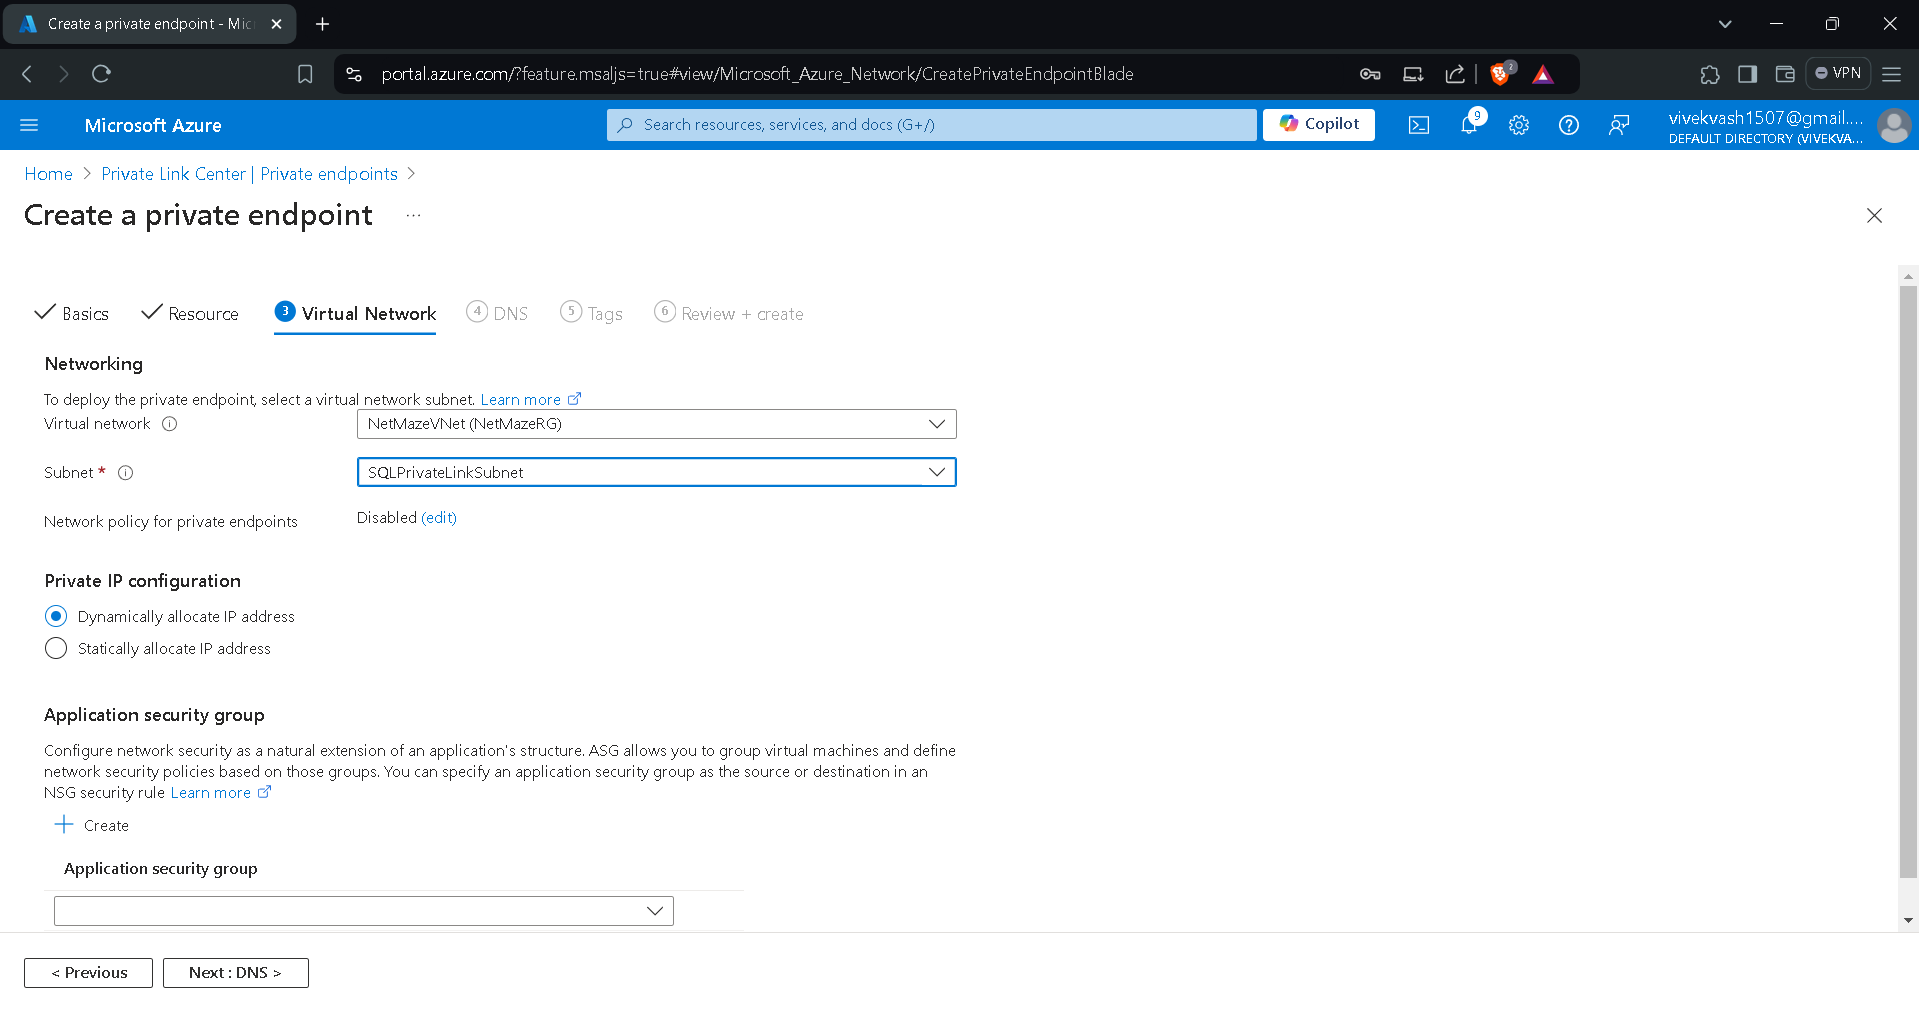 Create a private endpoint - Mic
portal.azure.com/?feature.msaljs=true#view/Microsoft_Azure_Network/CreatePrivateEndpointBlade
2
VPN
Microsoft Azure
Search resources, services, and docs (G+/)
Copilot
9
vivekvash1507@gmail....
DEFAULT DIRECTORY (VIVEKVA...
Home > Private Link Center | Private endpoints >
Create a private endpoint ...
Basics
Resource
3 Virtual Network
4 DNS
5 Tags
6 Review + create
Networking
To deploy the private endpoint, select a virtual network subnet. Learn more
Virtual network
NetMazeVNet (NetMazeRG)
Subnet *
SQLPrivateLinkSubnet
Network policy for private endpoints
Disabled (edit)
Private IP configuration
Dynamically allocate IP address
Statically allocate IP address
Application security group
Configure network security as a natural extension of an application's structure. ASG allows you to group virtual machines and define
network security policies based on those groups. You can specify an application security group as the source or destination in an
NSG security rule Learn more
+ Create
Application security group
< Previous
Next : DNS >